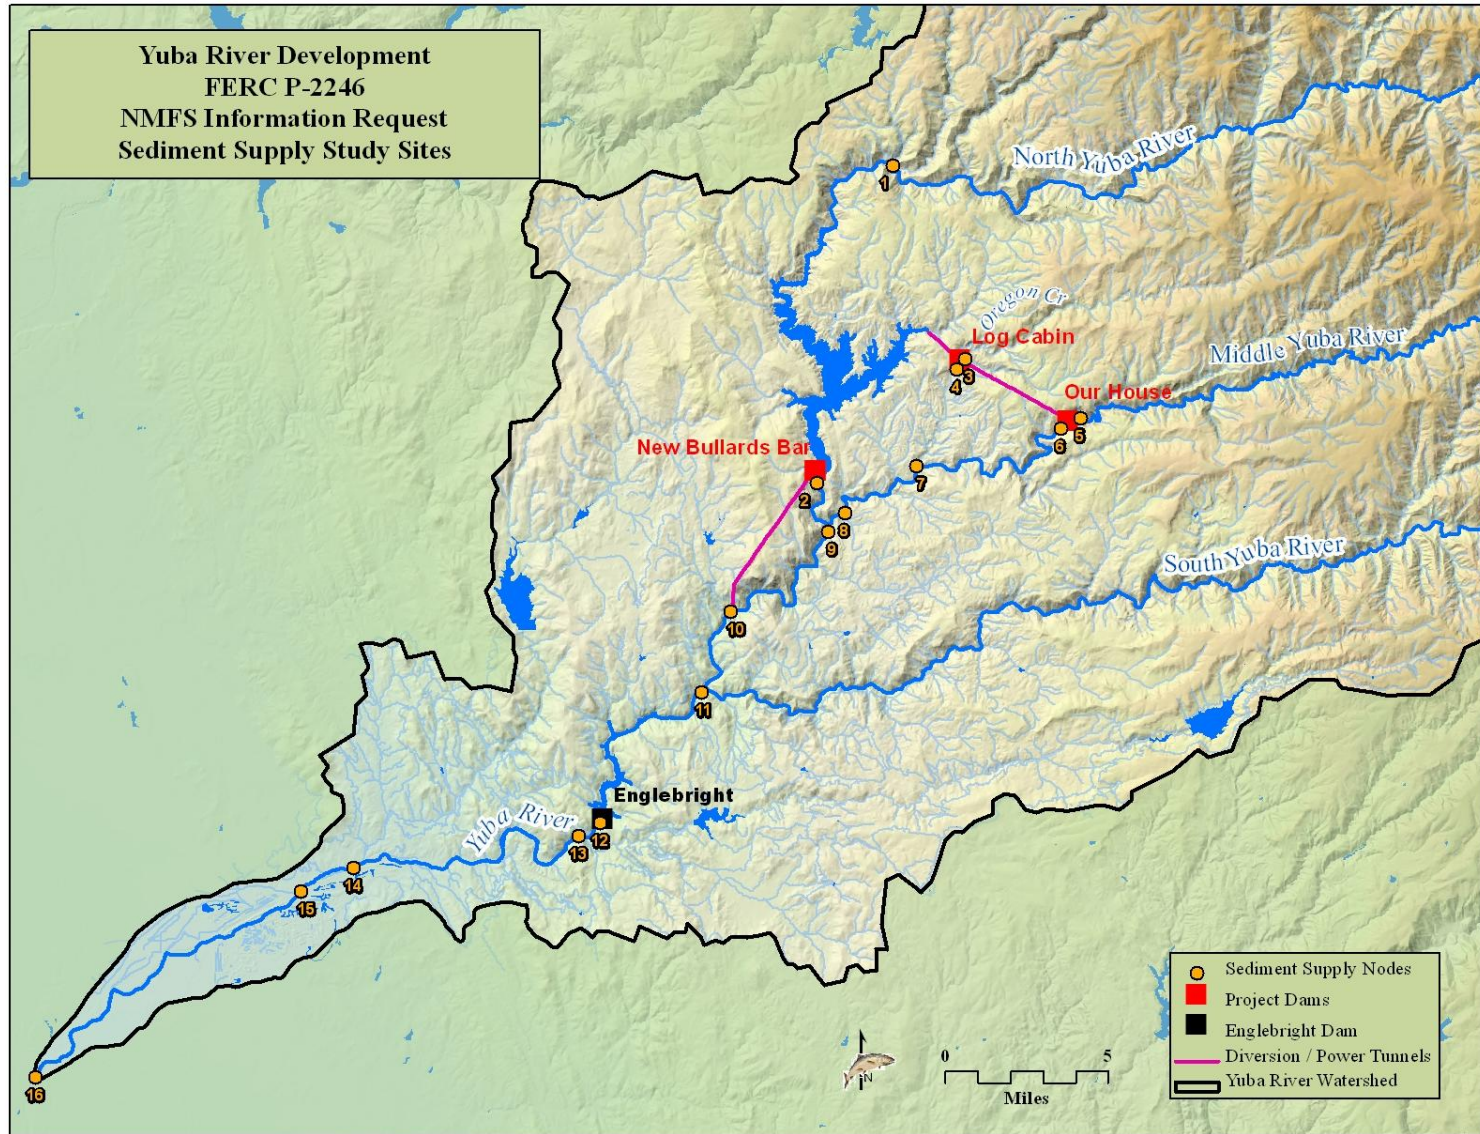 Yuba River Development
FERC P-2246
NMFS Information Request
Sediment Supply Study Sites
North Yuba River
1
Oregon Cr
Log Cabin
3
4
Middle Yuba River
Our House
5
6
New Bullards Bar
2
7
8
9
South Yuba River
10
11
Englebright
Yuba River
12
13
14
15
16
Sediment Supply Nodes
Project Dams
Englebright Dam
Diversion / Power Tunnels
Yuba River Watershed
N
0 5
Miles